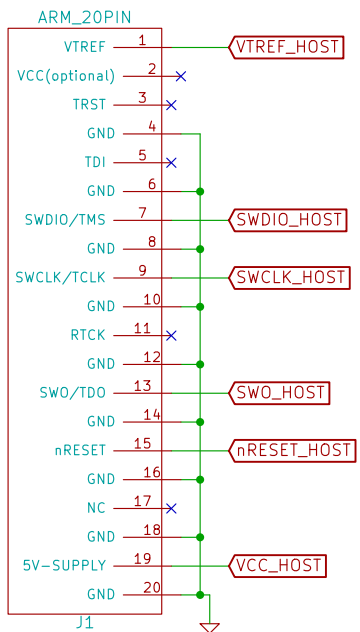 ARM_20PIN
VTREF 1 VTREF_HOST
VCC(optional) 2
TRST 3
GND 4
TDI 5
GND 6
SWDIO/TMS 7 SWDIO_HOST
GND 8
SWCLK/TCLK 9 SWCLK_HOST
GND 10
RTCK 11
GND 12
SWO/TDO 13 SWO_HOST
GND 14
nRESET 15 nRESET_HOST
GND 16
NC 17
GND 18
5V-SUPPLY 19 VCC_HOST
GND 20
J1